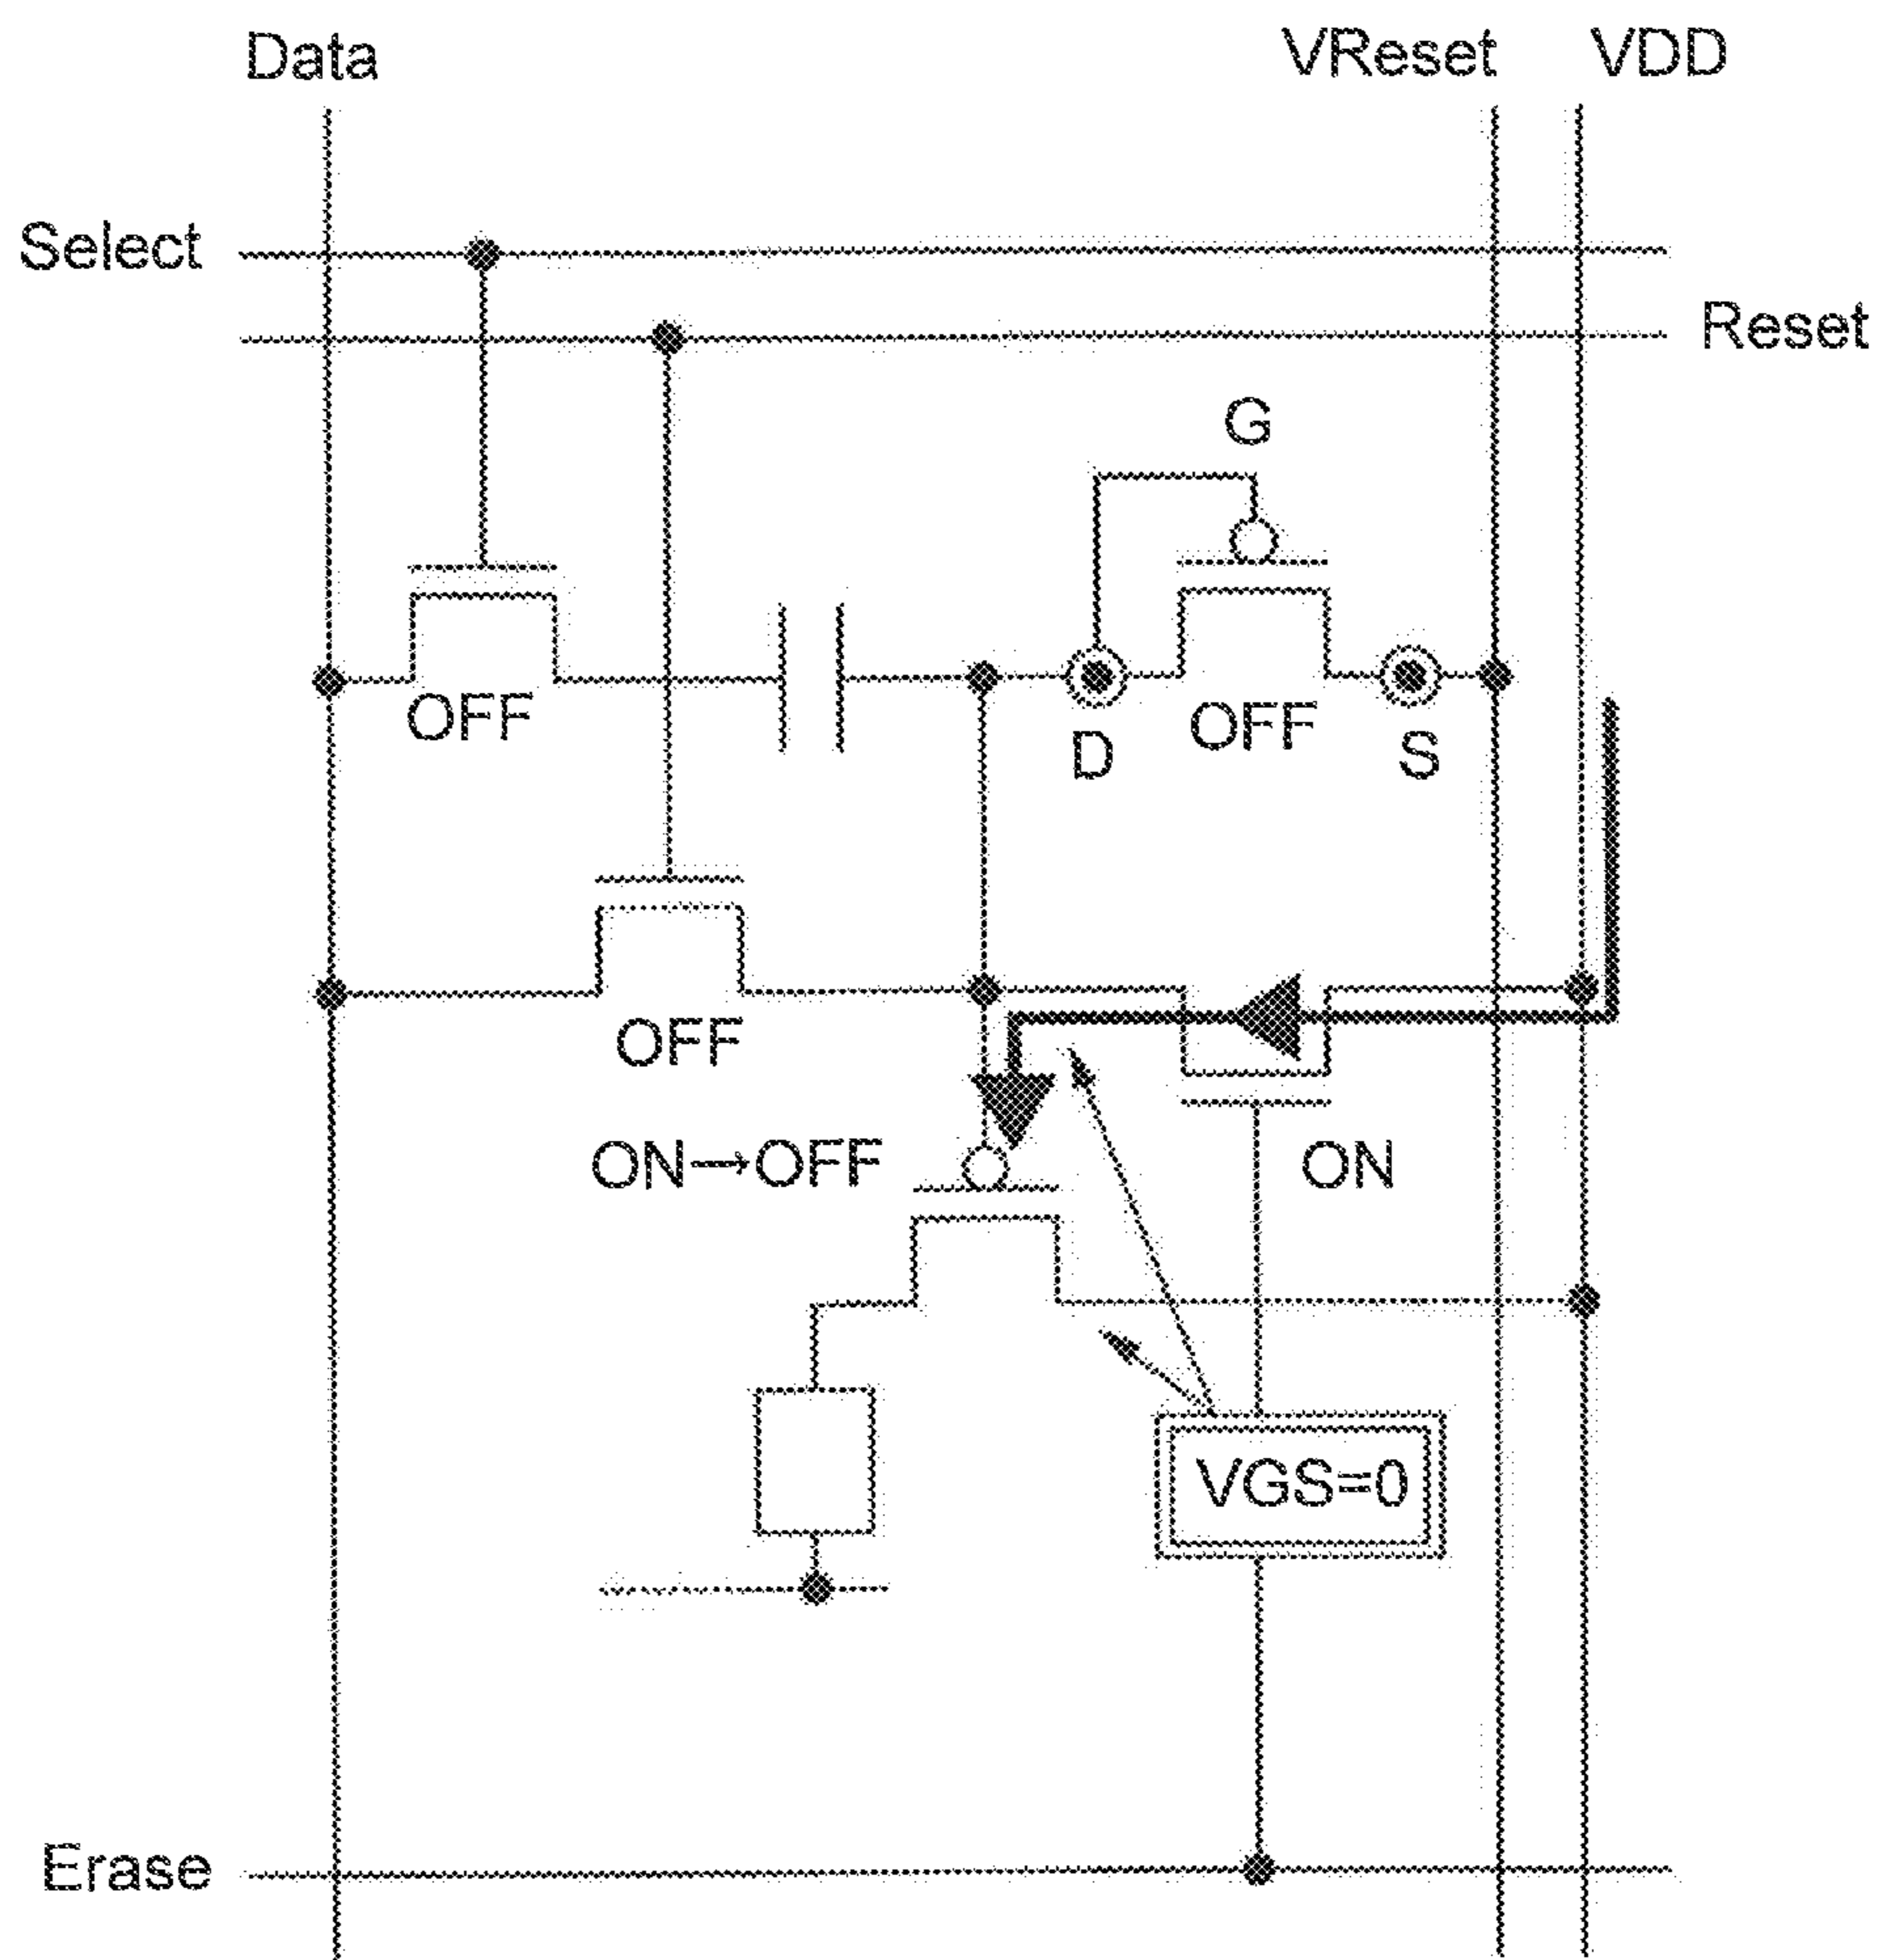 Data
VReset
VDD
Select
Reset
G
OFF
D
OFF
S
OFF
ON→OFF
ON
VGS=0
Erase